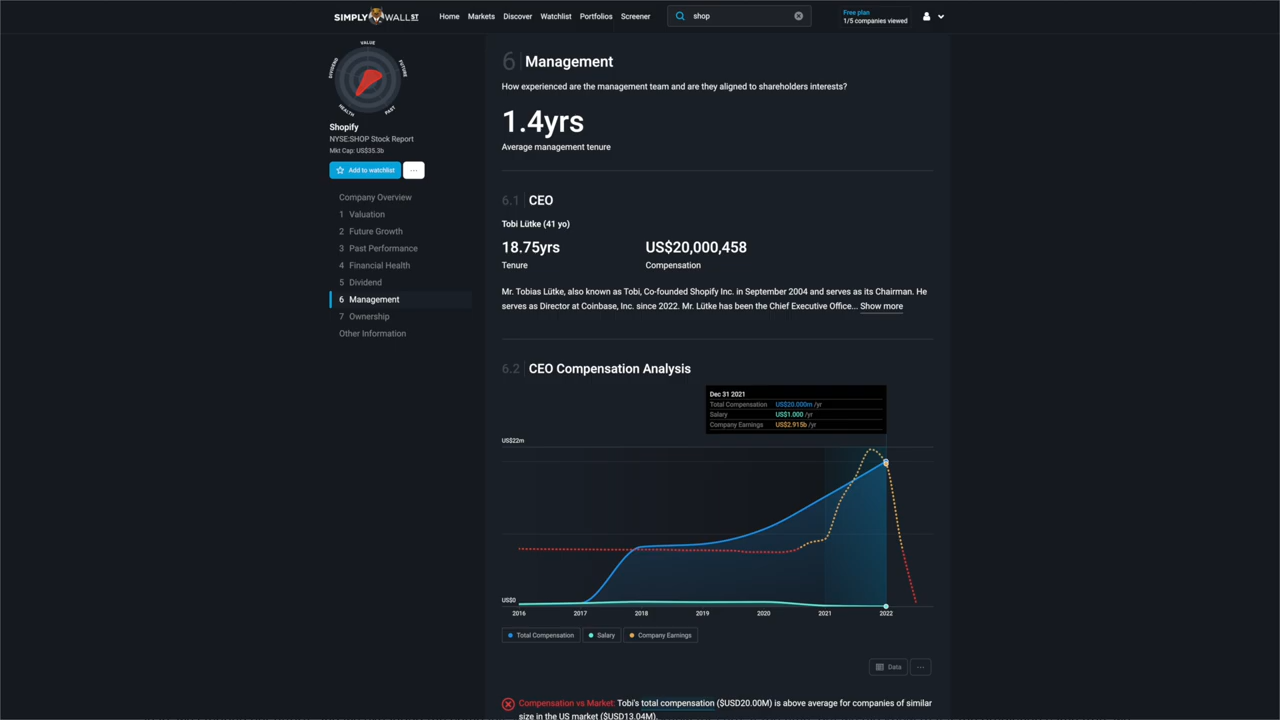 SIMPLY WALL ST
Home Markets Discover Watchlist Portfolios Screener
shop
Free plan
1/5 companies viewed
VALUE
FUTURE
PAST
HEALTH
DIVIDEND
Shopify
NYSE:SHOP Stock Report
Mkt Cap: US$35.3b
Add to watchlist
...
Company Overview
1 Valuation
2 Future Growth
3 Past Performance
4 Financial Health
5 Dividend
6 Management
7 Ownership
Other Information
6 Management
How experienced are the management team and are they aligned to shareholders interests?
1.4yrs
Average management tenure
6.1 CEO
Tobi Lütke (41 yo)
18.75yrs US$20,000,458
Tenure Compensation
Mr. Tobias Lütke, also known as Tobi, Co-founded Shopify Inc. in September 2004 and serves as its Chairman. He
serves as Director at Coinbase, Inc. since 2022. Mr. Lütke has been the Chief Executive Office... Show more
6.2 CEO Compensation Analysis
Dec 31 2021
Total Compensation US$20.000m /yr
Salary US$1.000 /yr
Company Earnings US$2.915b /yr
US$22m
US$0
2016 2017 2018 2019 2020 2021 2022
Total Compensation Salary Company Earnings
Data ...
Compensation vs Market: Tobi's total compensation ($USD20.00M) is above average for companies of similar
size in the US market ($USD13.04M).